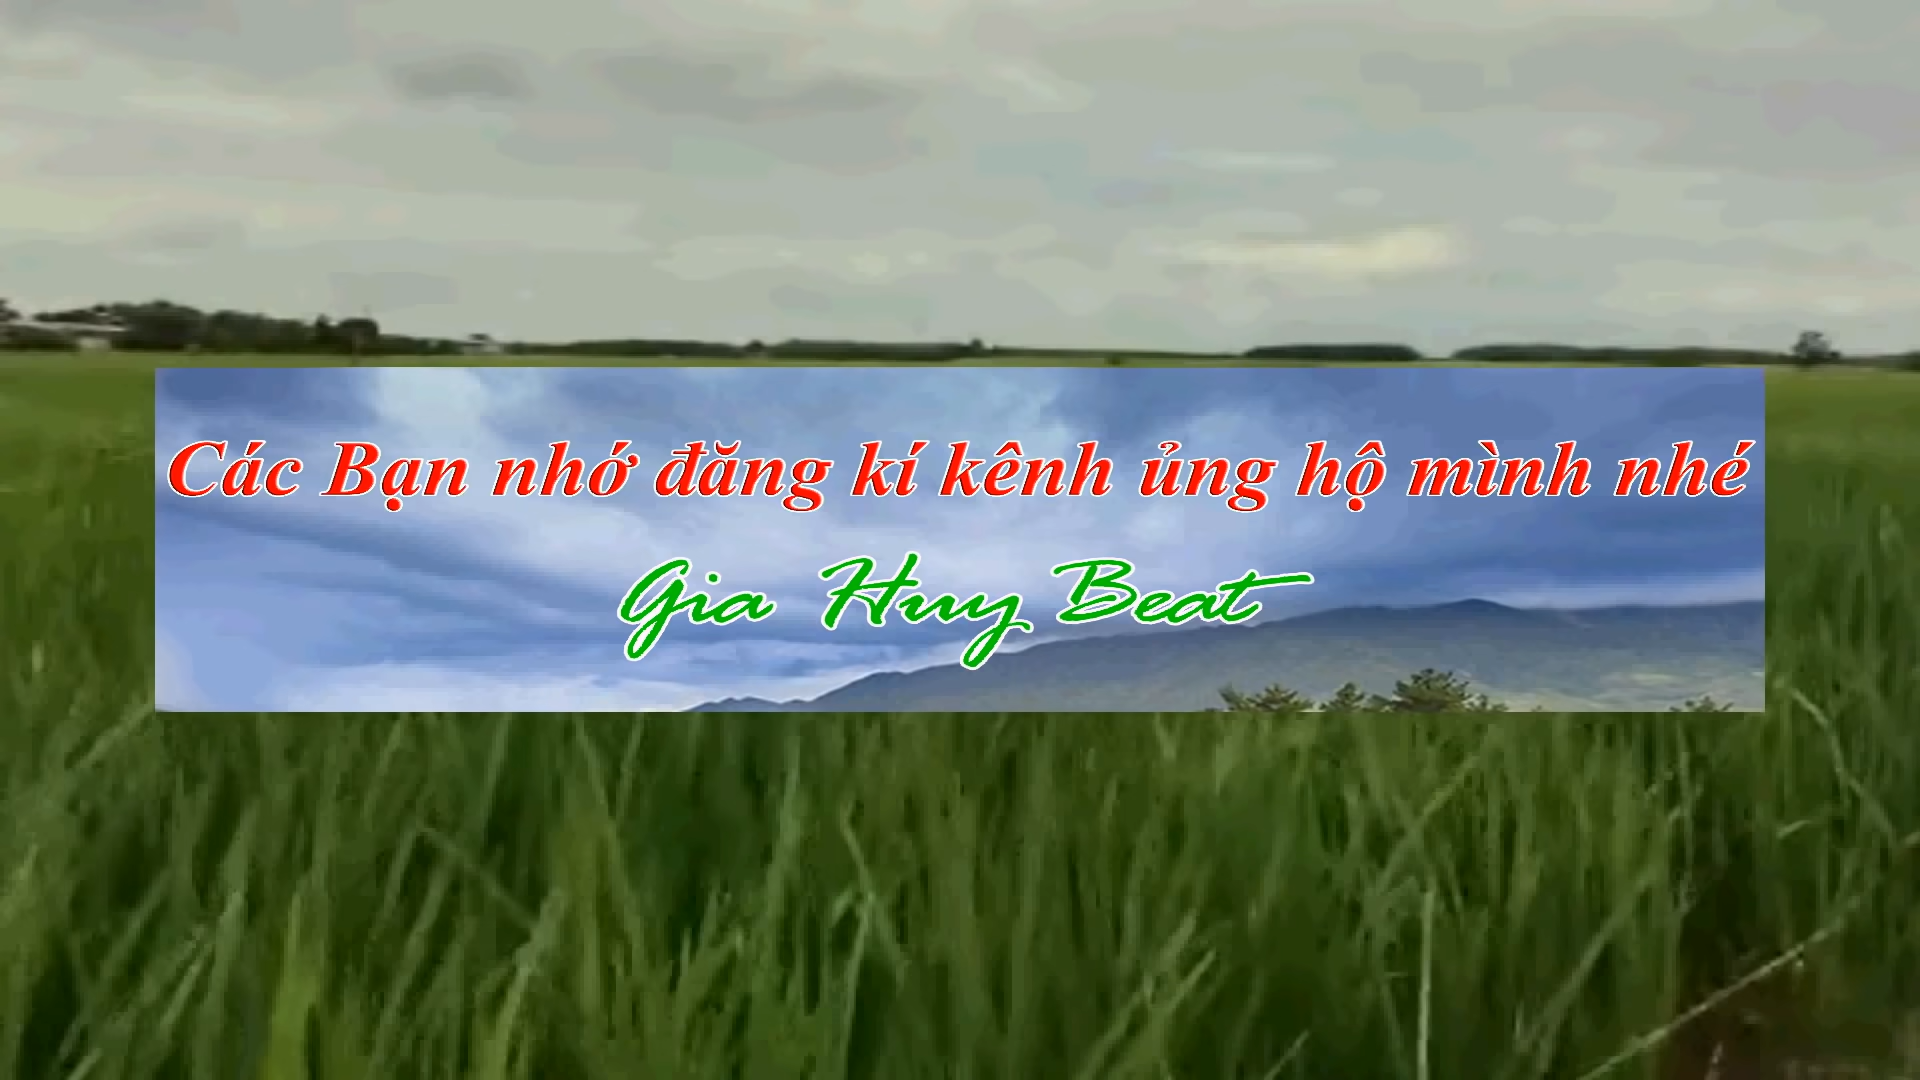 Các Bạn nhớ đăng kí kênh ủng hộ mình nhé
Gia Huy Beat